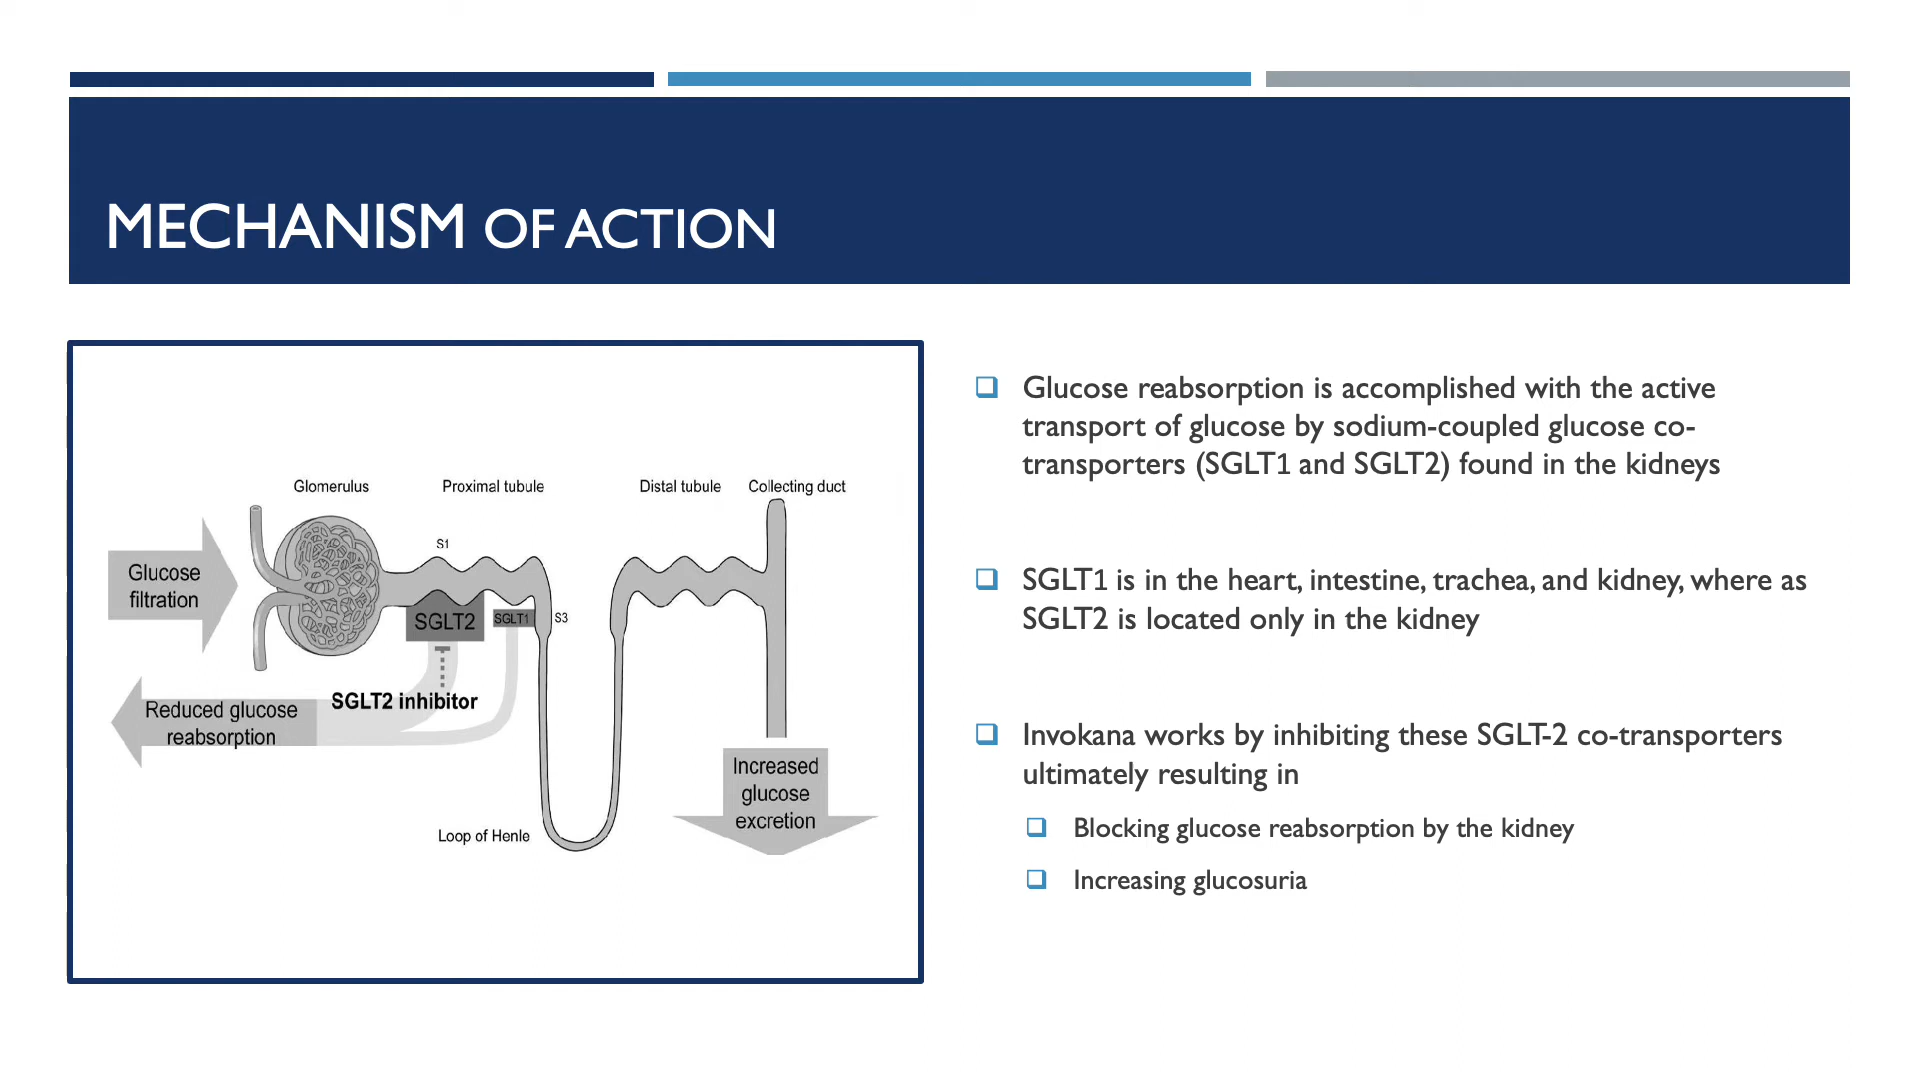 MECHANISM OF ACTION
Glomerulus
Proximal tubule
Distal tubule
Collecting duct
S1
Glucose
filtration
SGLT2
SGLT1
S3
SGLT2 inhibitor
Reduced glucose
reabsorption
Increased
glucose
excretion
Loop of Henle
Glucose reabsorption is accomplished with the active
transport of glucose by sodium-coupled glucose co-
transporters (SGLT1 and SGLT2) found in the kidneys
SGLT1 is in the heart, intestine, trachea, and kidney, where as
SGLT2 is located only in the kidney
Invokana works by inhibiting these SGLT-2 co-transporters
ultimately resulting in
Blocking glucose reabsorption by the kidney
Increasing glucosuria